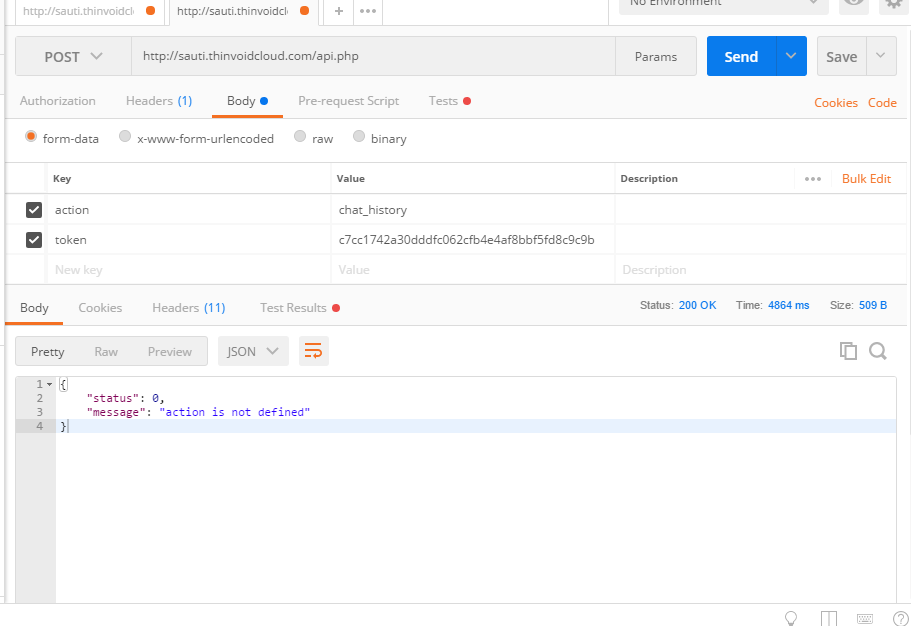 http://sauti.thinvoidcl http://sauti.thinvoidcl + ••• No Environment
POST http://sauti.thinvoidcloud.com/api.php Params Send Save
Authorization Headers (1) Body Pre-request Script Tests Cookies Code
form-data x-www-form-urlencoded raw binary
Key Value Description ••• Bulk Edit
action chat_history
token c7cc1742a30dddfc062cfb4e4af8bbf5fd8c9c9b
New key Value Description
Body Cookies Headers (11) Test Results Status: 200 OK Time: 4864 ms Size: 509 B
Pretty Raw Preview JSON
1 {
2 "status": 0,
3 "message": "action is not defined"
4 }